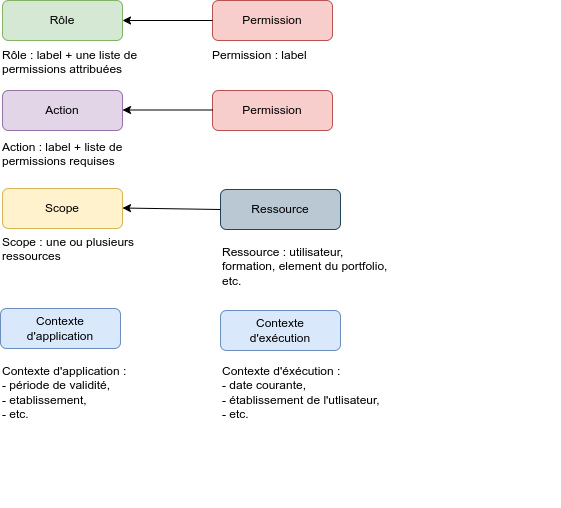 Rôle
Permission
Rôle : label + une liste de
permissions attribuées
Permission : label
Action
Permission
Action : label + liste de
permissions requises
Scope
Ressource
Scope : une ou plusieurs
ressources
Ressource : utilisateur,
formation, element du portfolio,
etc.
Contexte
d'application
Contexte
d'exécution
Contexte d'application :
- période de validité,
- etablissement,
- etc.
Contexte d'éxécution :
- date courante,
- établissement de l'utlisateur,
- etc.